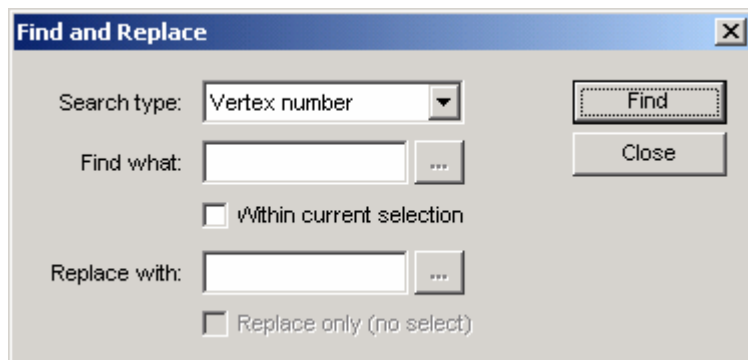 Find and Replace
Search type: Vertex number
Find
Find what: ...
Close
Within current selection
Replace with: ...
Replace only (no select)